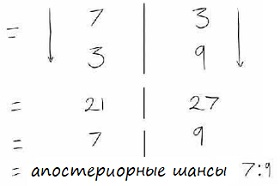 = 7 | 3
3 | 9
= 21 | 27
= 7 | 9
= апостериорные шансы 7:9